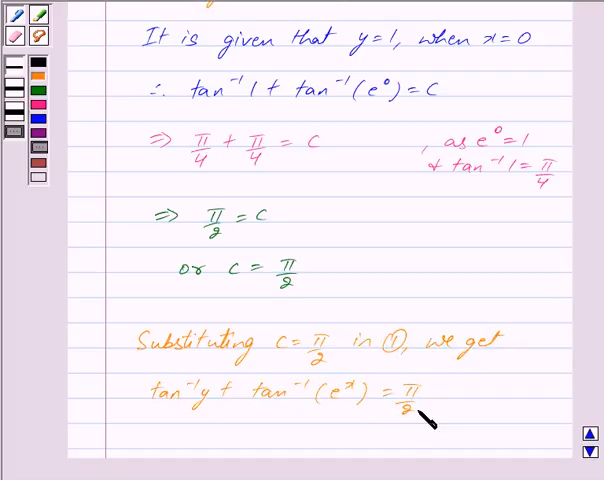 It is given that y=1, when x=0
∴ tan⁻¹ 1 + tan⁻¹ (e⁰) = C
⇒ π/4 + π/4 = C , as e⁰=1
& tan⁻¹ 1 = π/4
⇒ π/2 = C
or C = π/2
Substituting C = π/2 in ①, we get
tan⁻¹ y + tan⁻¹ (eˣ) = π/2